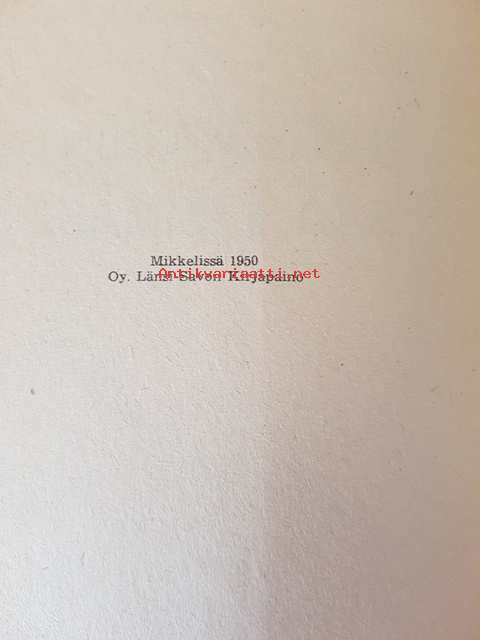 Mikkelissä 1950
Oy. Länsi-Savon Kirjapaino
Antikvariaatti.net